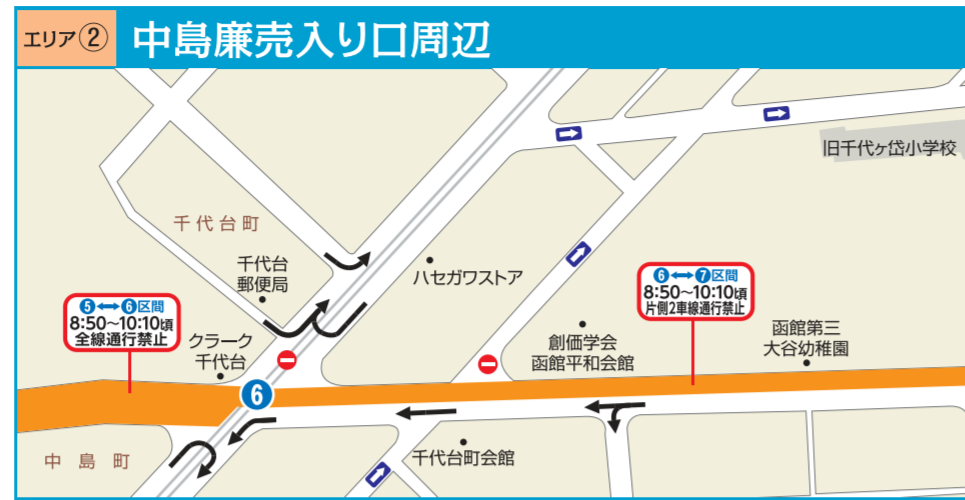 エリア②
中島廉売入り口周辺
旧千代ヶ岱小学校
千代台町
千代台
郵便局
ハセガワストア
⑤↔⑥区間
8:50~10:10頃
全線通行禁止
クラーク
千代台
⑥↔⑦区間
8:50~10:10頃
片側2車線通行禁止
創価学会
函館平和会館
函館第三
大谷幼稚園
6
中島町
千代台町会館